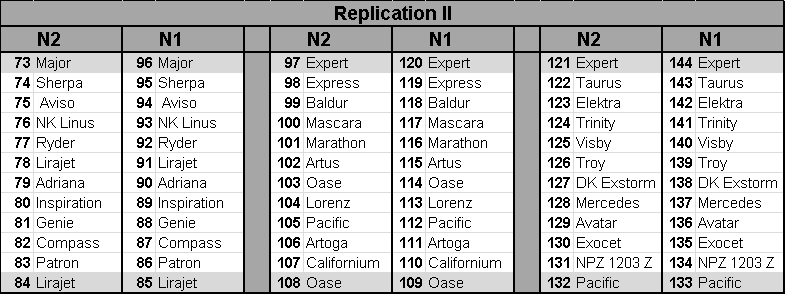 Replication II
N2 N1 N2 N1 N2 N1
73 Major 96 Major 97 Expert 120 Expert 121 Expert 144 Expert
74 Sherpa 95 Sherpa 98 Express 119 Express 122 Taurus 143 Taurus
75 Aviso 94 Aviso 99 Baldur 118 Baldur 123 Elektra 142 Elektra
76 NK Linus 93 NK Linus 100 Mascara 117 Mascara 124 Trinity 141 Trinity
77 Ryder 92 Ryder 101 Marathon 116 Marathon 125 Visby 140 Visby
78 Lirajet 91 Lirajet 102 Artus 115 Artus 126 Troy 139 Troy
79 Adriana 90 Adriana 103 Oase 114 Oase 127 DK Exstorm 138 DK Exstorm
80 Inspiration 89 Inspiration 104 Lorenz 113 Lorenz 128 Mercedes 137 Mercedes
81 Genie 88 Genie 105 Pacific 112 Pacific 129 Avatar 136 Avatar
82 Compass 87 Compass 106 Artoga 111 Artoga 130 Exocet 135 Exocet
83 Patron 86 Patron 107 Californium 110 Californium 131 NPZ 1203 Z 134 NPZ 1203 Z
84 Lirajet 85 Lirajet 108 Oase 109 Oase 132 Pacific 133 Pacific